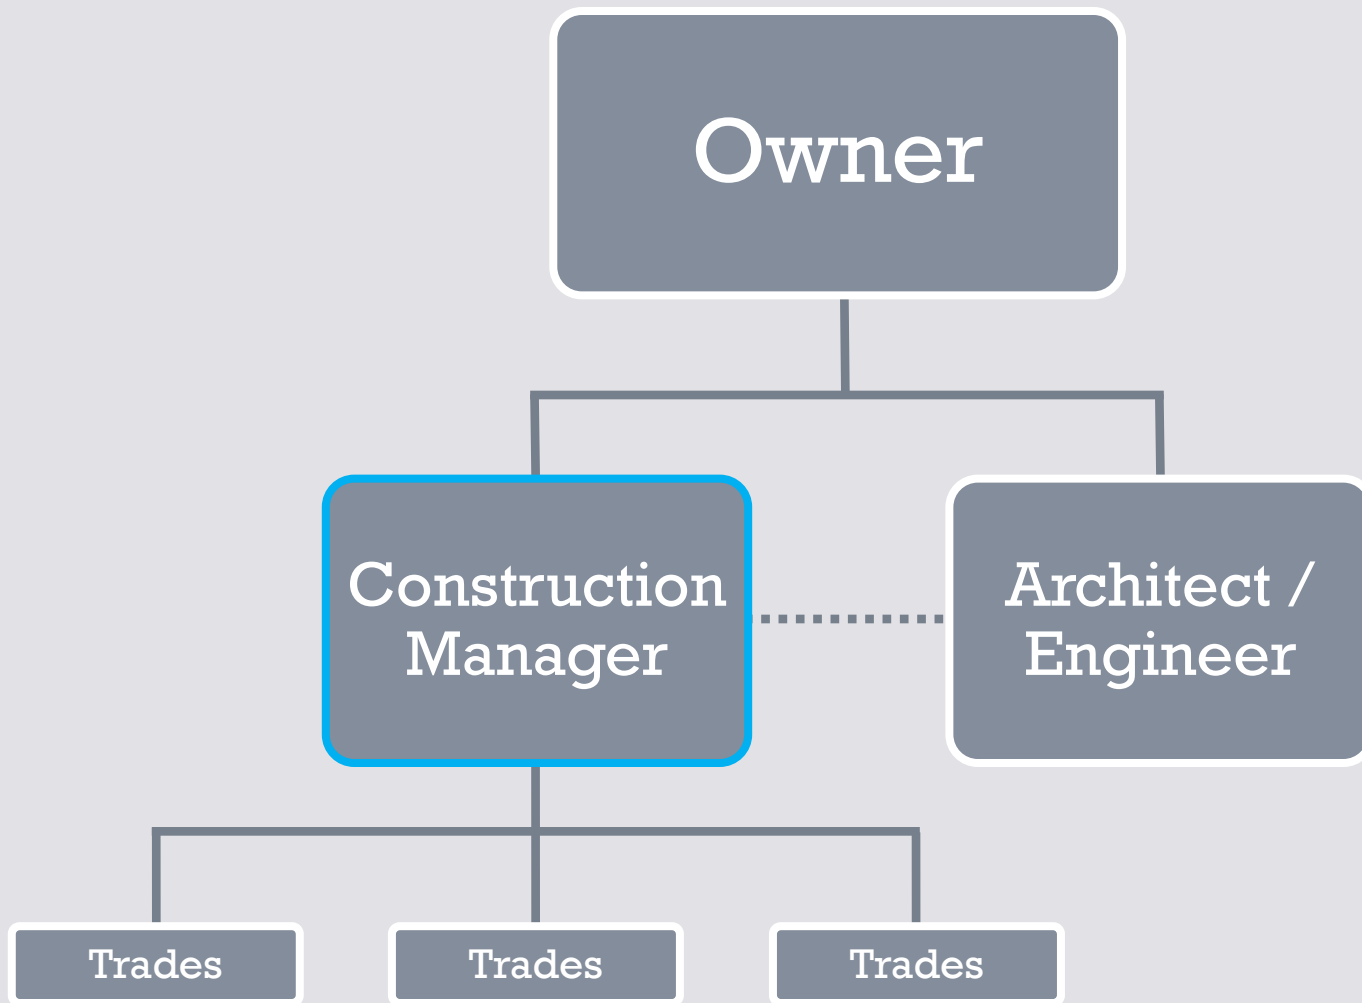 Owner
Construction
Manager
Architect /
Engineer
Trades
Trades
Trades